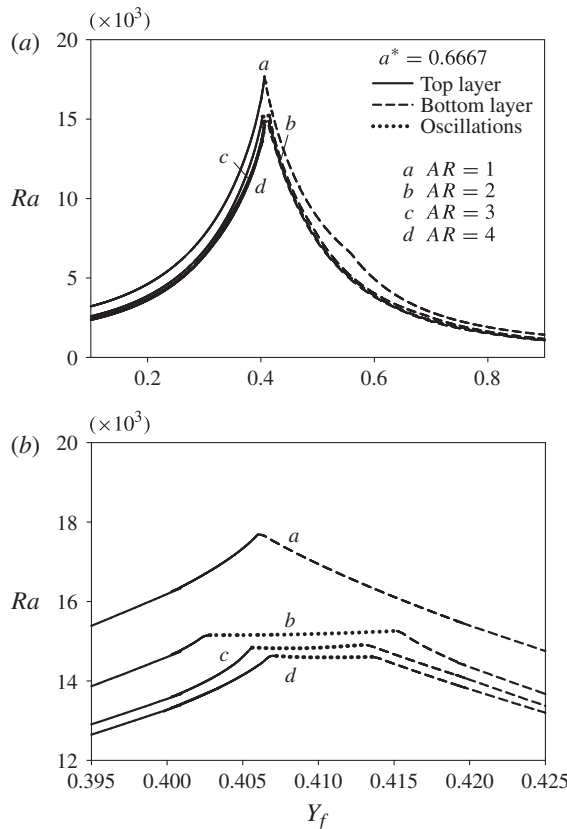 (×10³)
(a)
20
a* = 0.6667
Top layer
Bottom layer
Oscillations
a AR = 1
b AR = 2
c AR = 3
d AR = 4
15
Ra
10
5
0
a
b
c
d
0.2 0.4 0.6 0.8
(×10³)
(b)
20
18
Ra
16
14
12
a
b
c
d
0.395 0.400 0.405 0.410 0.415 0.420 0.425
Y_f